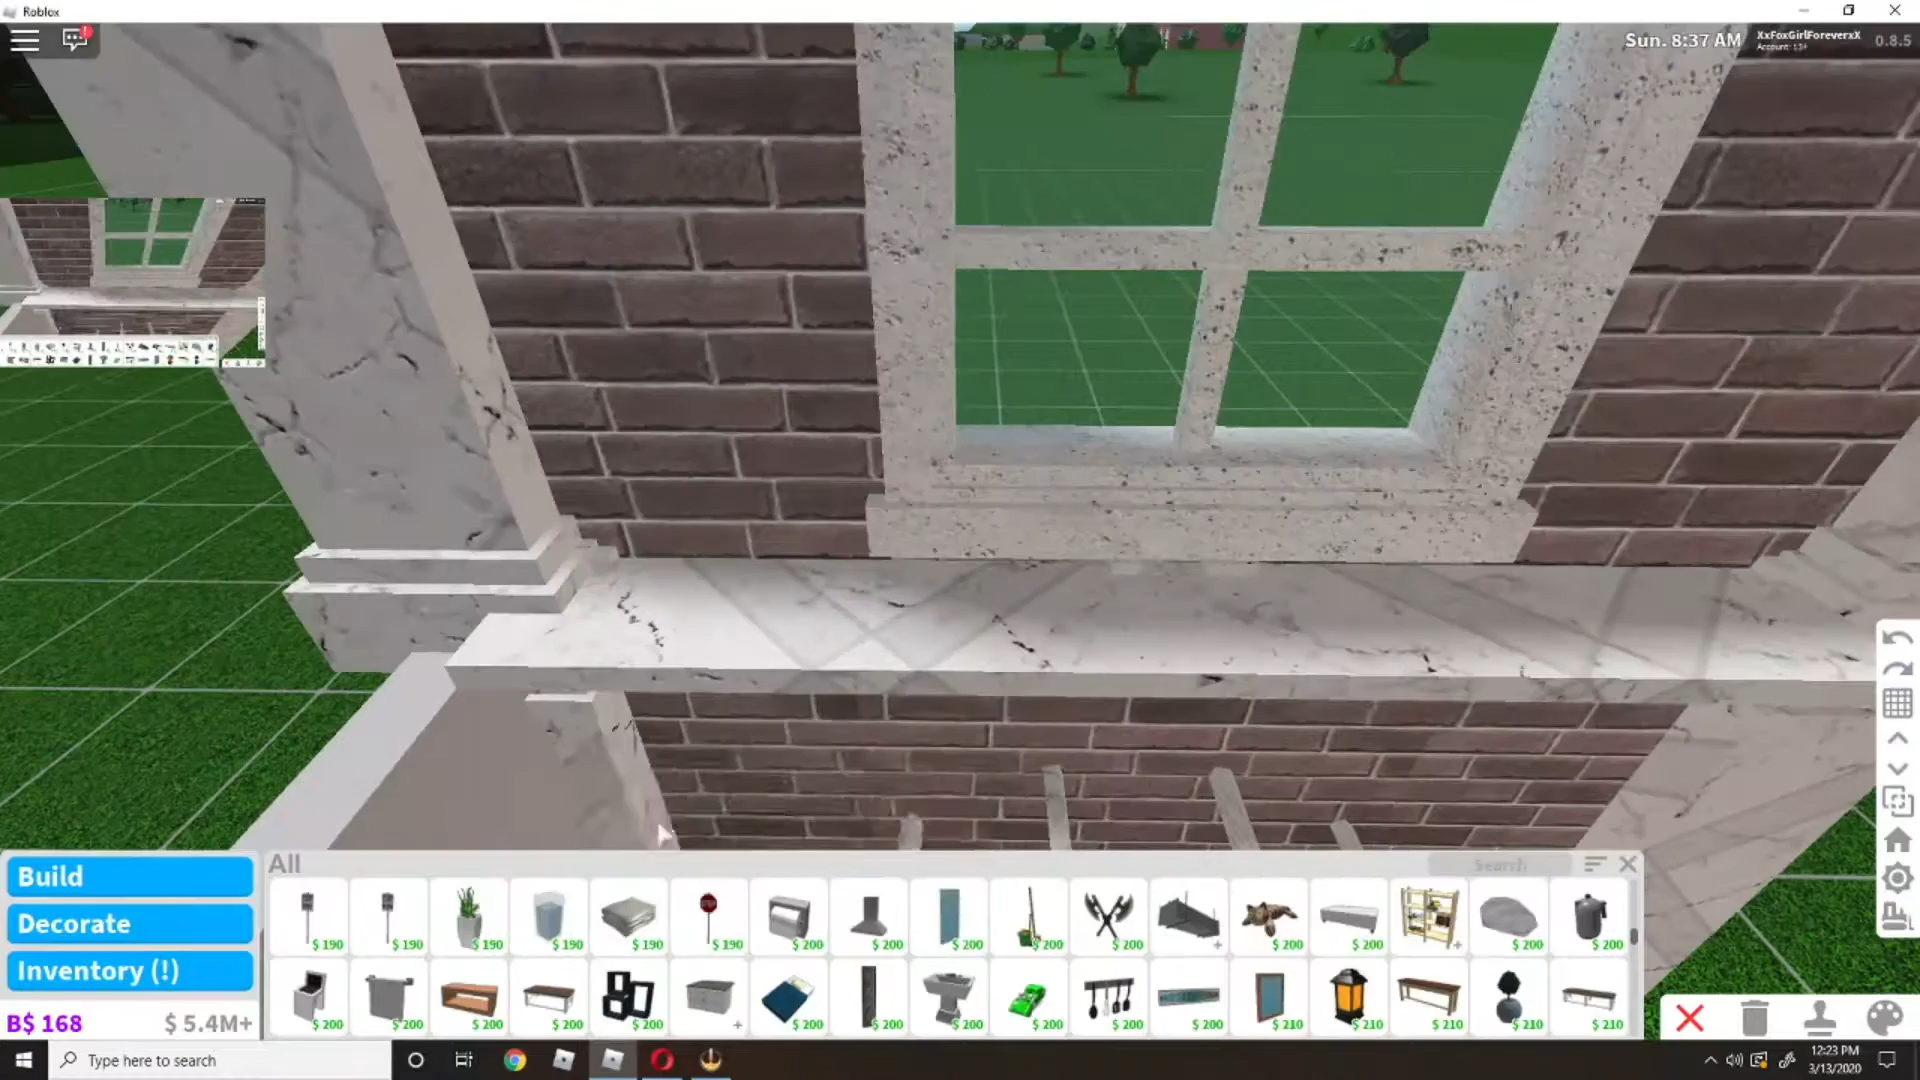 Roblox
Sun. 8:37 AM
XxFoxGirlForeverxX
Account: 13+
0.8.5
Build
Decorate
Inventory (!)
B$ 168
$ 5.4M+
All
Search
$ 190
$ 190
$ 190
$ 190
$ 190
$ 190
$ 200
$ 200
$ 200
$ 200
$ 200
+
$ 200
$ 200
+
$ 200
$ 200
$ 200
$ 200
$ 200
$ 200
$ 200
+
$ 200
$ 200
$ 200
$ 200
$ 200
$ 200
$ 210
$ 210
$ 210
$ 210
$ 210
Type here to search
12:23 PM
3/13/2020